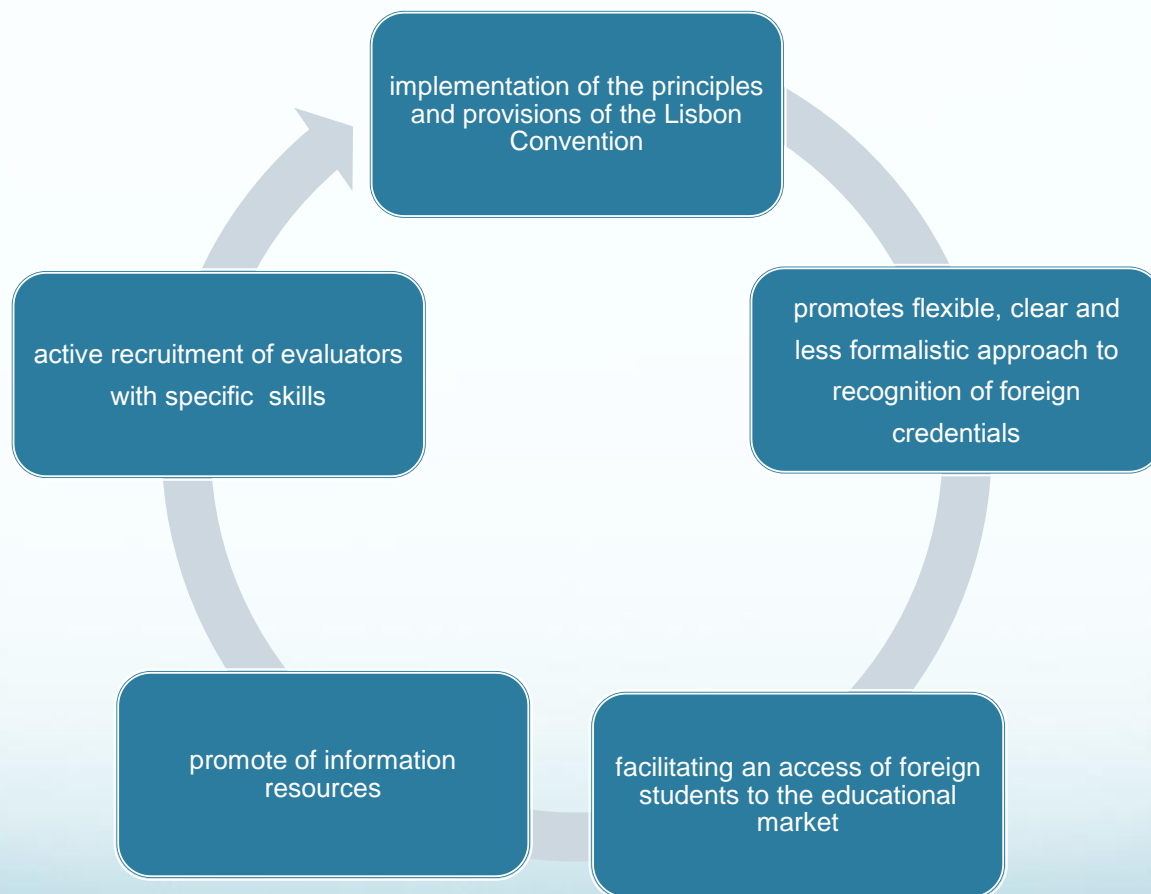 implementation of the principles
and provisions of the Lisbon
Convention
promotes flexible, clear and
less formalistic approach to
recognition of foreign
credentials
facilitating an access of foreign
students to the educational
market
promote of information
resources
active recruitment of evaluators
with specific  skills